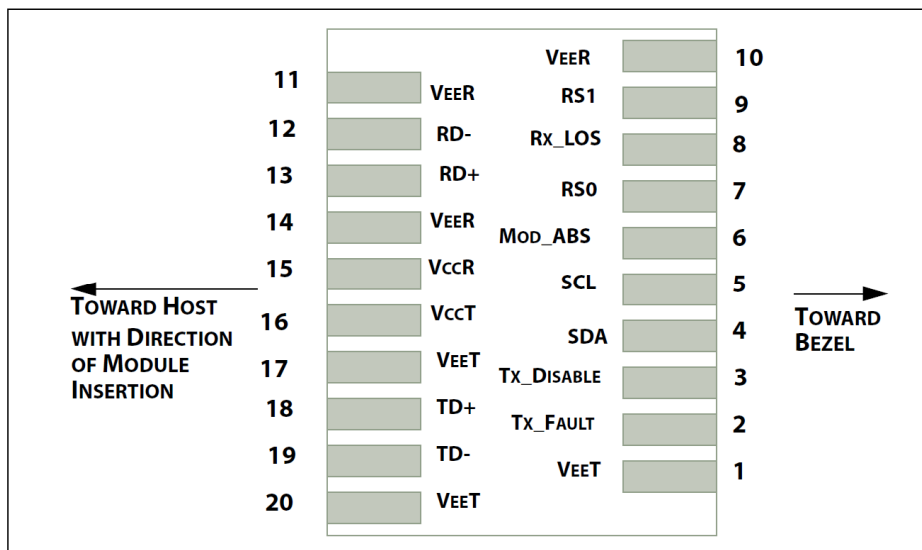 VEER 10
11 VEER
RS1 9
12 RD-
RX_LOS 8
13 RD+
RS0 7
14 VEER
MOD_ABS 6
15 VCCR
SCL 5
TOWARD HOST
WITH DIRECTION
OF MODULE
INSERTION
16 VCCT
SDA 4
TOWARD
BEZEL
17 VEET
TX_DISABLE 3
18 TD+
TX_FAULT 2
19 TD-
VEET 1
20 VEET